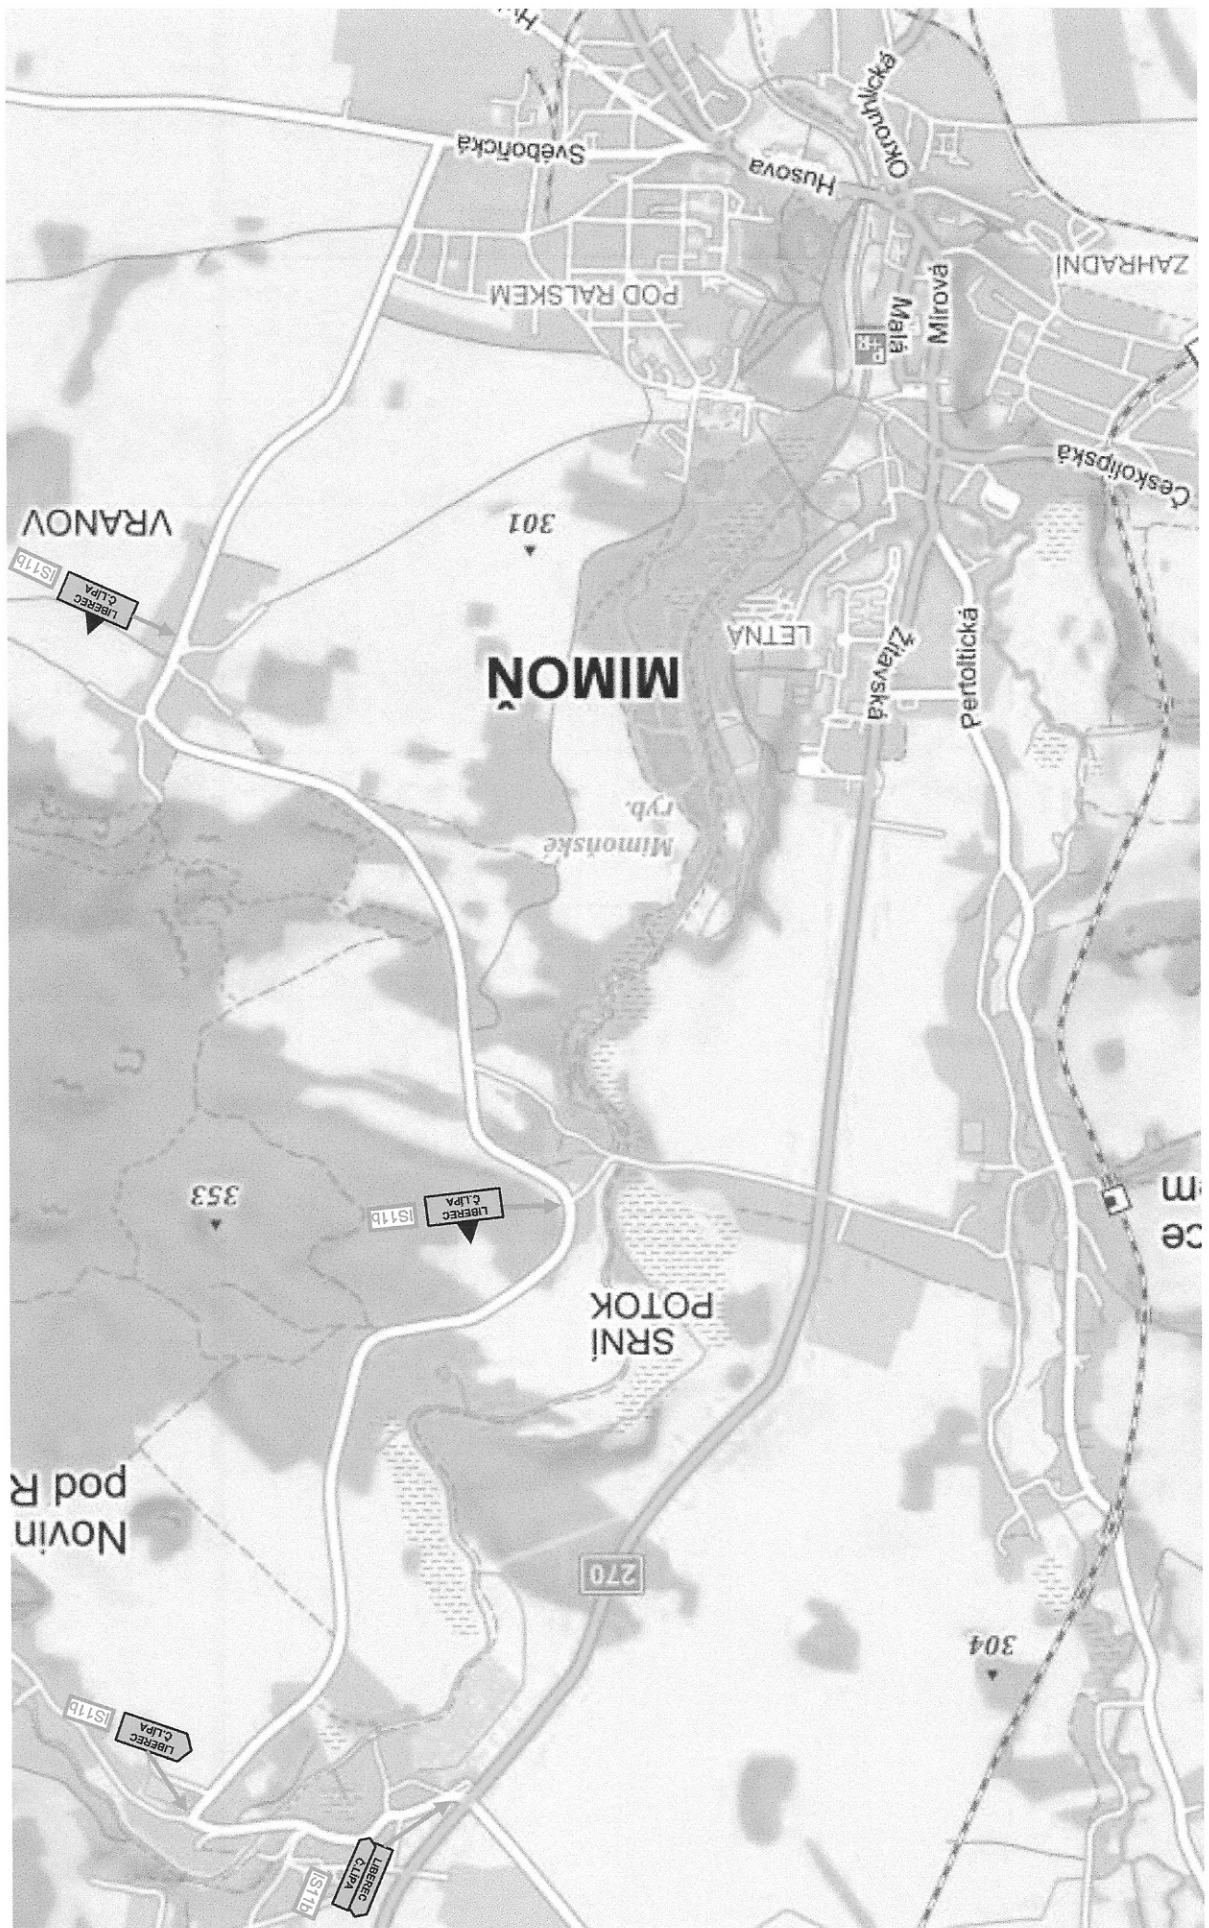 LIBEREC
Č.LÍPA
IS11b
LIBEREC
Č.LÍPA
IS11b
304
270
Novin
pod R
SRNÍ
POTOK
ce
m
LIBEREC
Č.LÍPA
IS11b
353
Mimoňské
ryb.
MIMOŇ
Pertoltická
Žitavská
LETNÁ
LIBEREC
Č.LÍPA
IS11b
301
VRANOV
Českolipská
P+R
Mírová
Malá
POD RALSKEM
ZAHRADNÍ
Husova
Svébořická
Okrouhlická